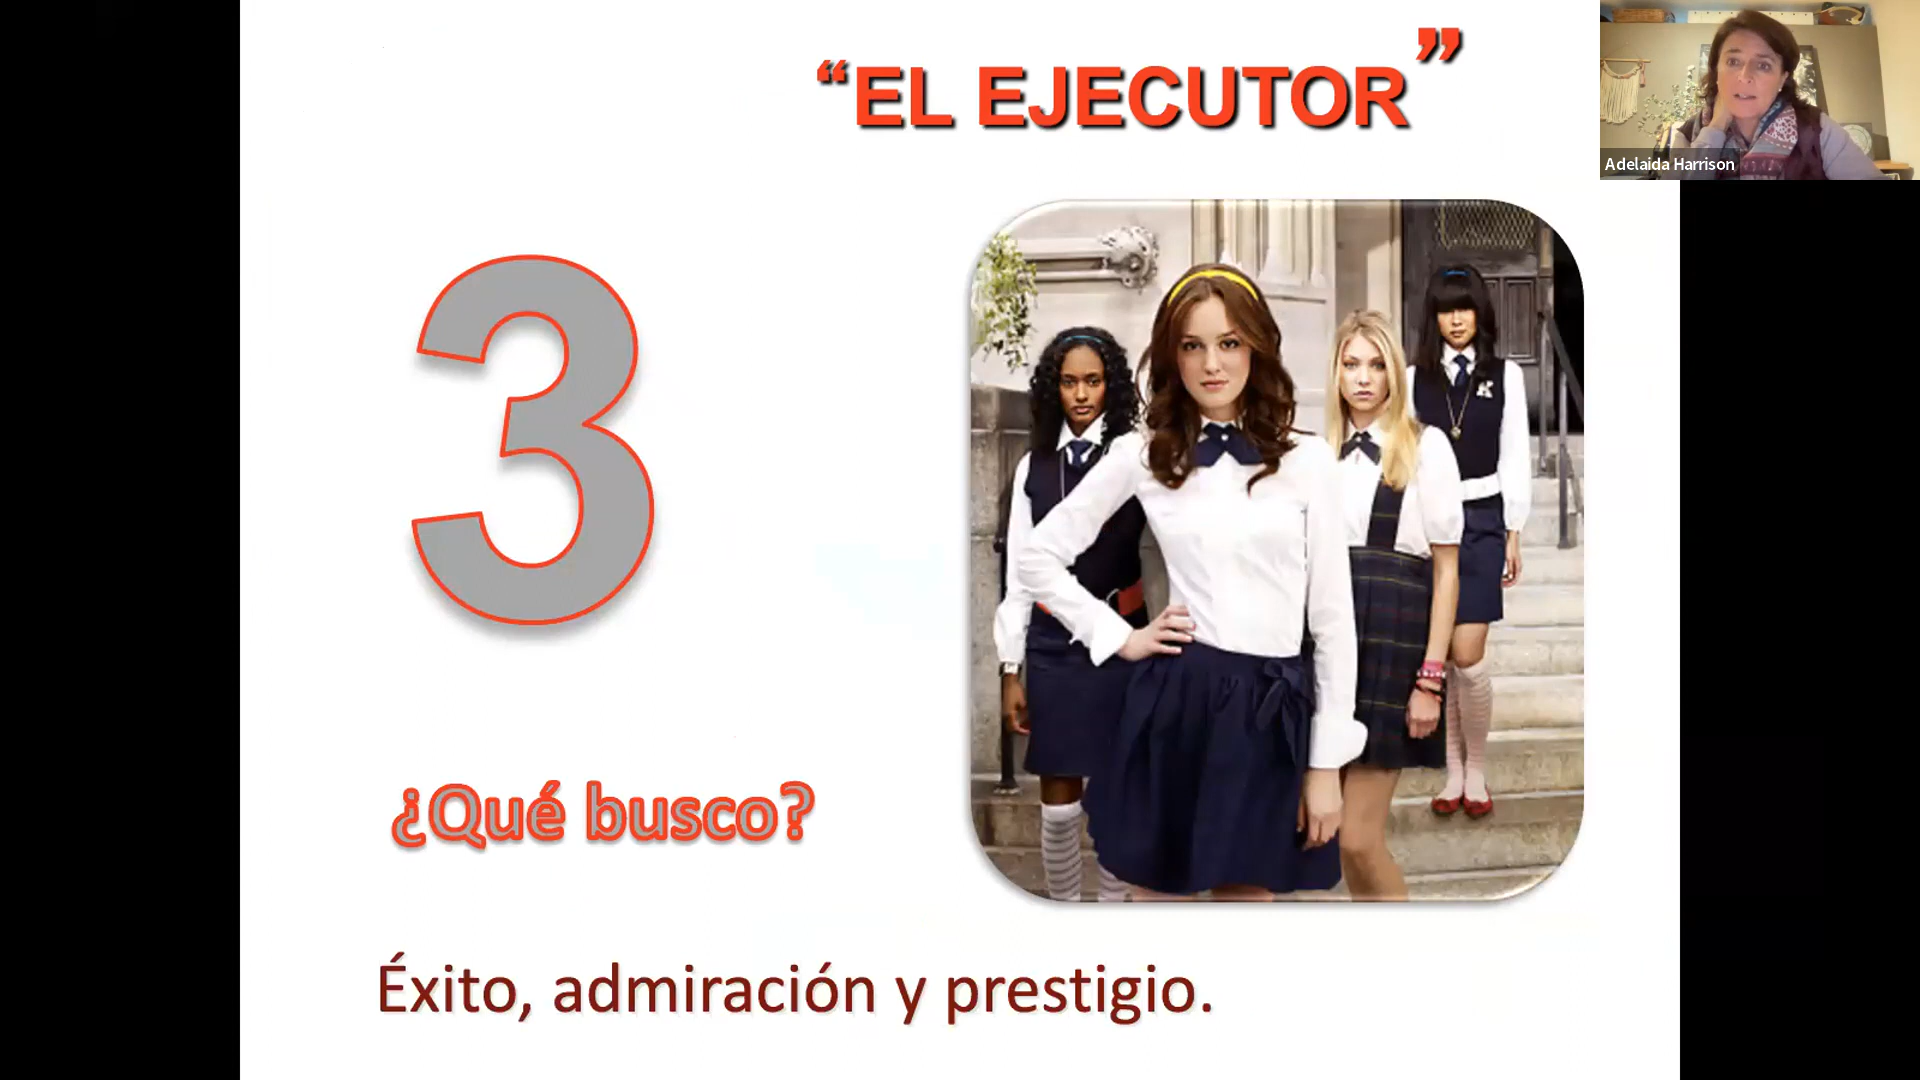 “EL EJECUTOR”
Adelaida Harrison
3
K
¿Qué busco?
Éxito, admiración y prestigio.